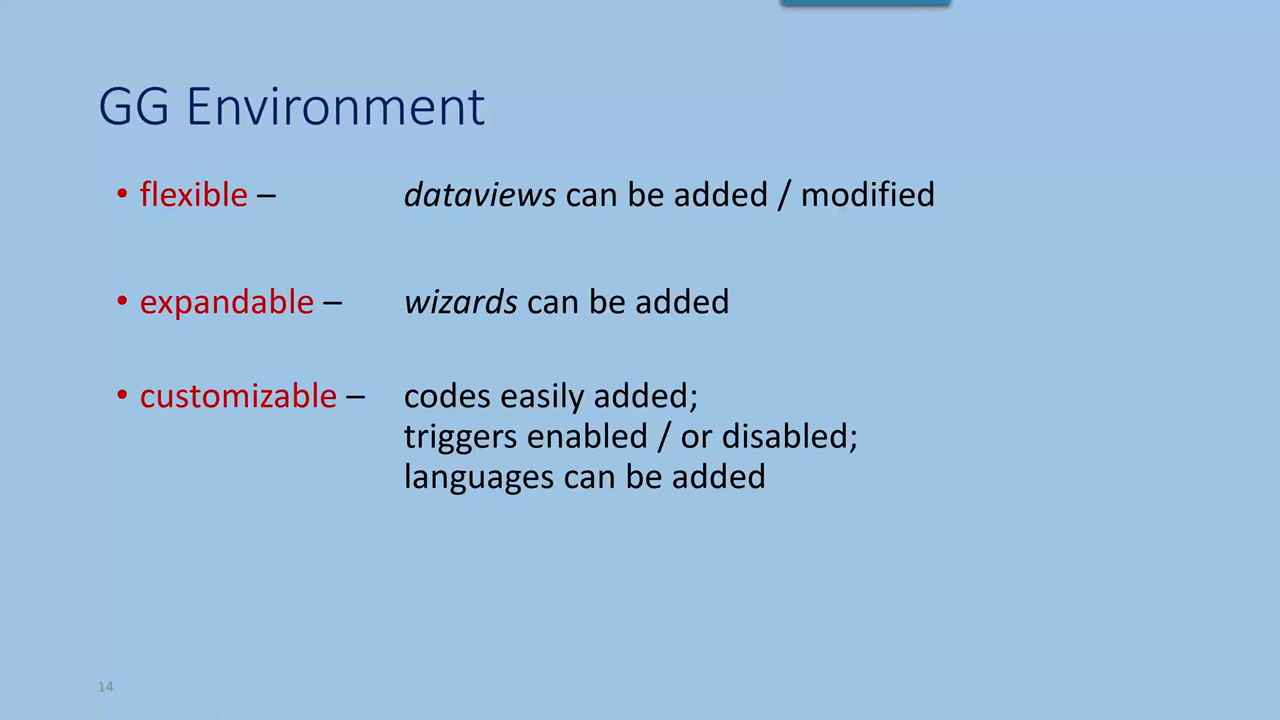 GG Environment
• flexible – dataviews can be added / modified
• expandable – wizards can be added
• customizable – codes easily added;
triggers enabled / or disabled;
languages can be added
14